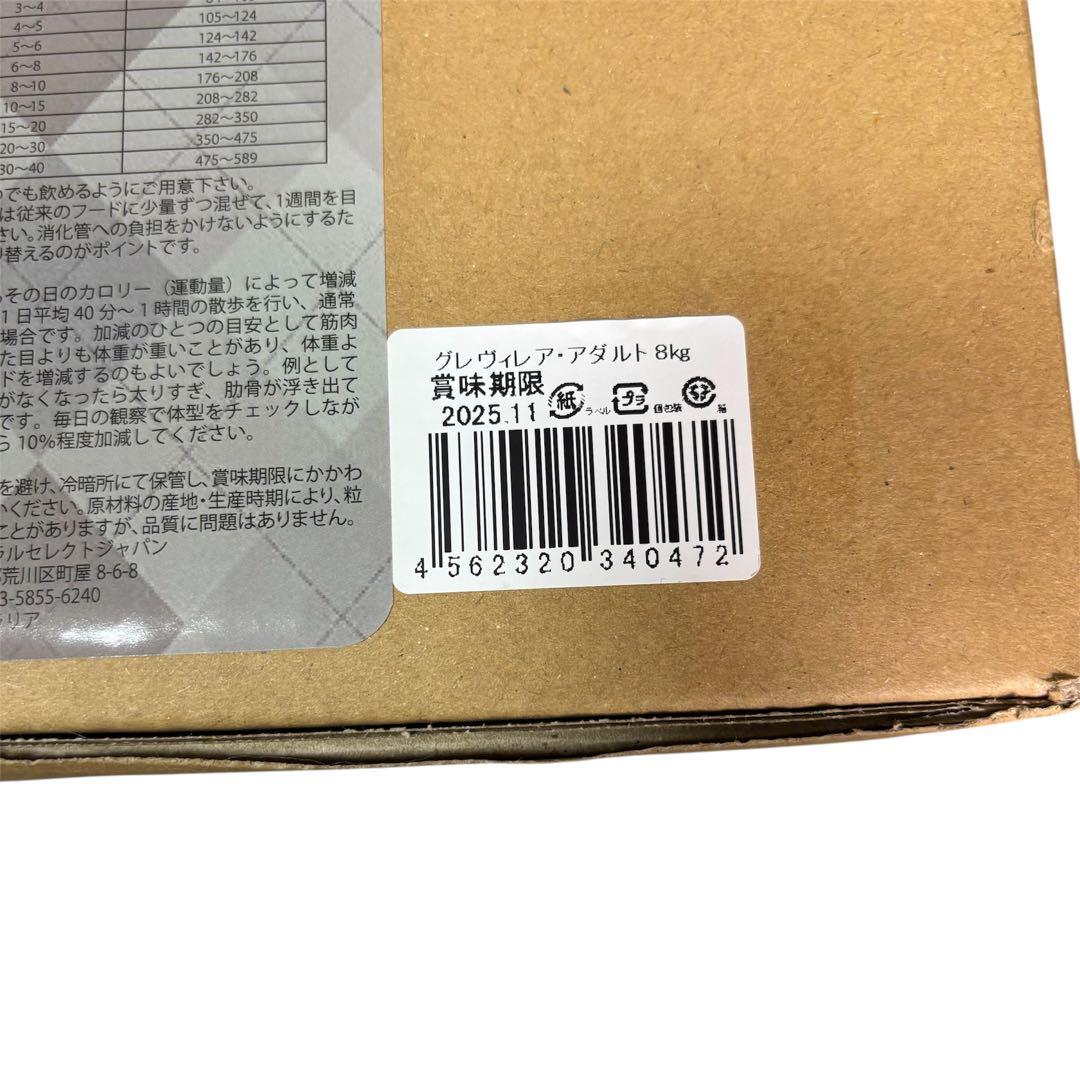 3〜4
4〜5 105〜124
5〜6 124〜142
6〜8 142〜176
8〜10 176〜208
10〜15 208〜282
15〜20 282〜350
20〜30 350〜475
30〜40 475〜589
でも飲めるようにご用意下さい。
は従来のフードに少量ずつ混ぜて、1週間を目
さい。消化管への負担をかけないようにするた
り替えるのがポイントです。
らその日のカロリー（運動量）によって増減
1日平均40分〜1時間の散歩を行い、通常
場合です。加減のひとつの目安として筋肉
た目よりも体重が重いことがあり、体重よ
ドを増減するのもよいでしょう。例として
がなくなったら太りすぎ、肋骨が浮き出て
です。毎日の観察で体型をチェックしなが
ら10%程度加減してください。
を避け、冷暗所にて保管し、賞味期限にかかわ
いください。原材料の産地・生産時期により、粒
ことがありますが、品質に問題はありません。
ラルセレクトジャパン
荒川区町屋 8-6-8
3-5855-6240
ラリア
グレヴィレア・アダルト 8kg
賞味期限
2025.11 紙 ラベル プラ 個包装 箱
4 562320 340472